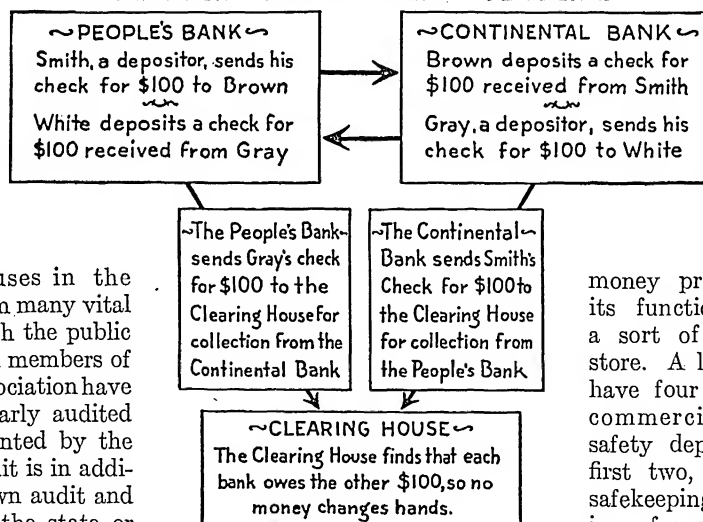 ~PEOPLE'S BANK~
Smith, a depositor, sends his
check for $100 to Brown
White deposits a check for
$100 received from Gray
~CONTINENTAL BANK~
Brown deposits a check for
$100 received from Smith
Gray, a depositor, sends his
check for $100 to White
~The People's Bank~
sends Gray's check
for $100 to the
Clearing House for
collection from the
Continental Bank
~The Continental~
Bank sends Smith's
Check for $100 to
the Clearing House
for collection from
the People's Bank
~CLEARING HOUSE~
The Clearing House finds that each
bank owes the other $100, so no
money changes hands.
uses in the
many vital
the public
members of
ociation have
arly audited
nted by the
it is in addi-
wn audit and
the state or
money pr
its functi
a sort of
store. A l
have four
commerci
safety dep
first two,
safekeeping